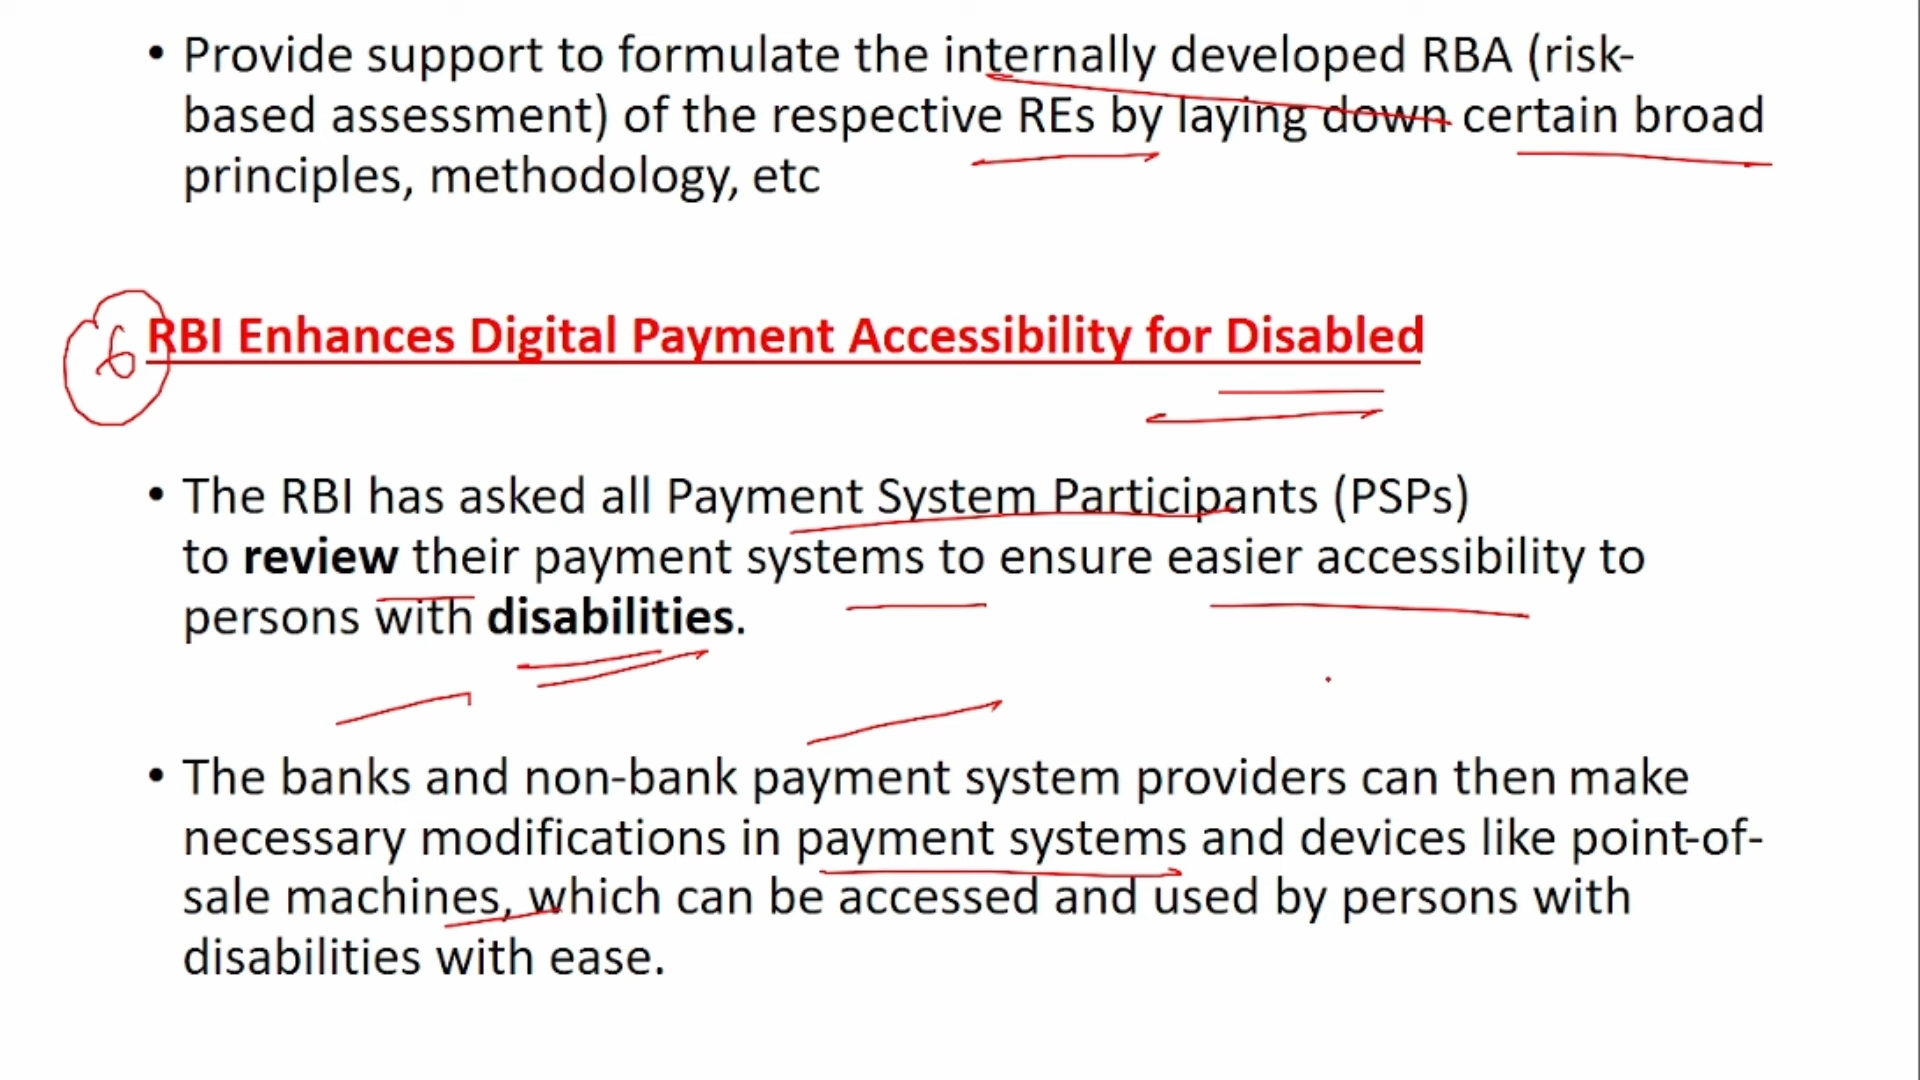 • Provide support to formulate the internally developed RBA (risk-
based assessment) of the respective REs by laying down certain broad
principles, methodology, etc
6
RBI Enhances Digital Payment Accessibility for Disabled
• The RBI has asked all Payment System Participants (PSPs)
to review their payment systems to ensure easier accessibility to
persons with disabilities.
• The banks and non-bank payment system providers can then make
necessary modifications in payment systems and devices like point-of-
sale machines, which can be accessed and used by persons with
disabilities with ease.